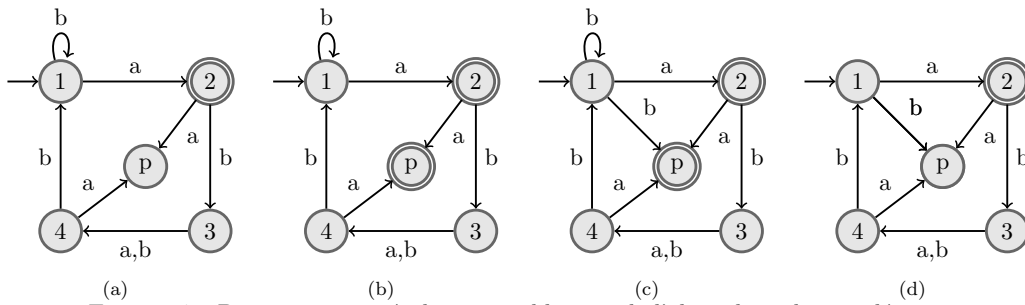 b b b
a a a a
1 2 1 2 1 2 1 2
b b
a a a a
b b b b b b b b
p p p p
a a a a
4 3 4 3 4 3 4 3
a,b a,b a,b a,b
(a) (b) (c) (d)